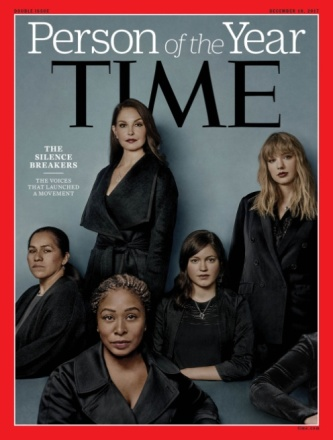 DOUBLE ISSUE
DECEMBER 18, 2017
Person of the Year
TIME
THE
SILENCE
BREAKERS
THE VOICES
THAT LAUNCHED
A MOVEMENT